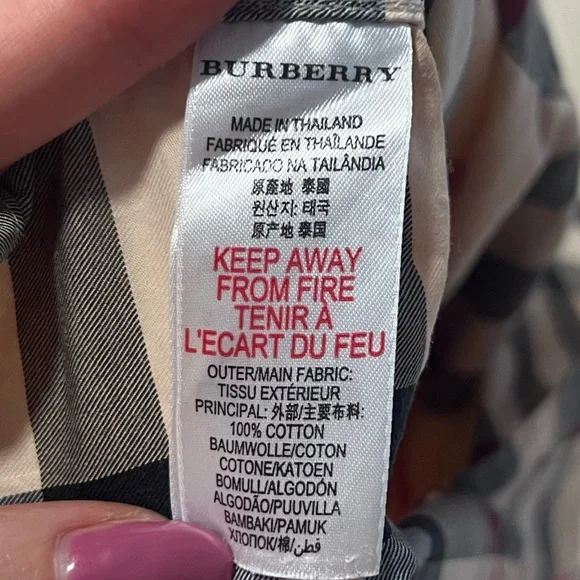 BURBERRY
MADE IN THAILAND
FABRIQUÉ EN THAÏLANDE
FABRICADO NA TAILÂNDIA
原產地 泰國
원산지: 태국
原产地 泰国
KEEP AWAY
FROM FIRE
TENIR À
L'ECART DU FEU
OUTER/MAIN FABRIC:
TISSU EXTÉRIEUR
PRINCIPAL: 外部/主要布料:
100% COTTON
BAUMWOLLE/COTON
COTONE/KATOEN
BOMULL/ALGODÓN
ALGODÃO/PUUVILLA
BAMBAKI/PAMUK
ХЛОПОК/棉/قطن